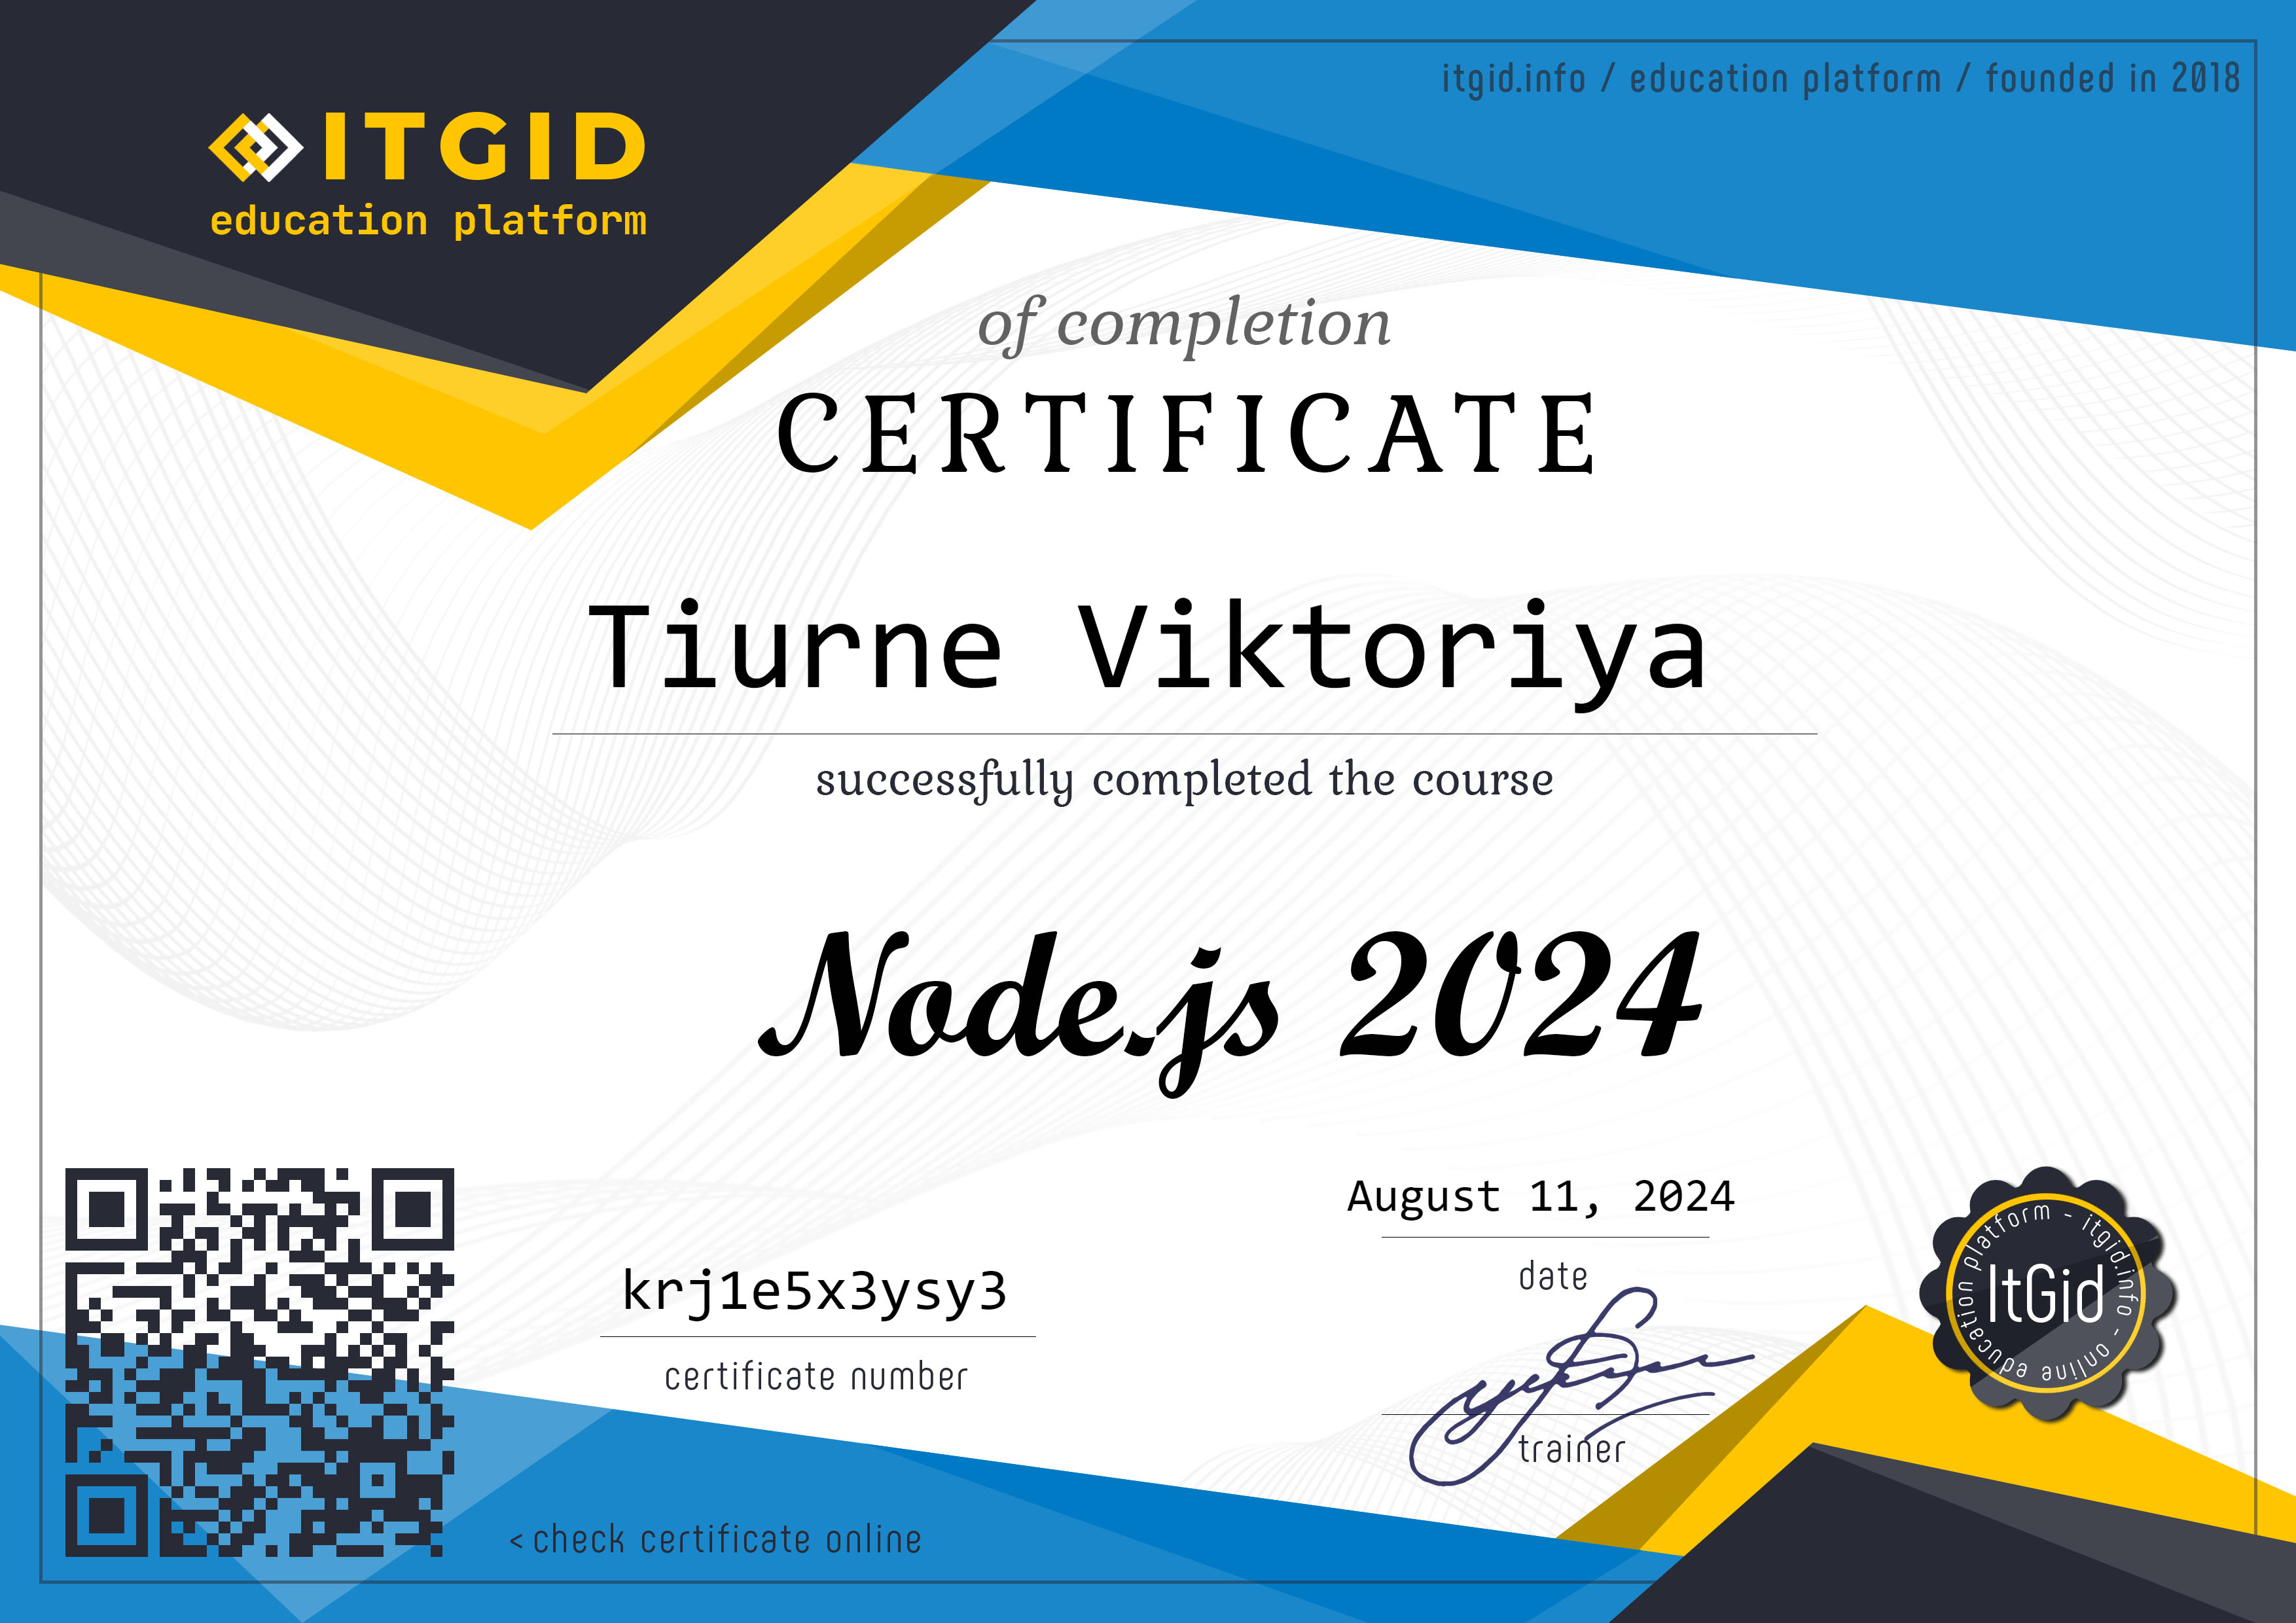 itgid.info / education platform / founded in 2018
ITGID
education platform
of completion
CERTIFICATE
Tiurne Viktoriya
successfully completed the course
Node.js 2024
August 11, 2024
date
krj1e5x3ysy3
certificate number
trainer
< check certificate online
ItGid
online education platform - itgid.info -